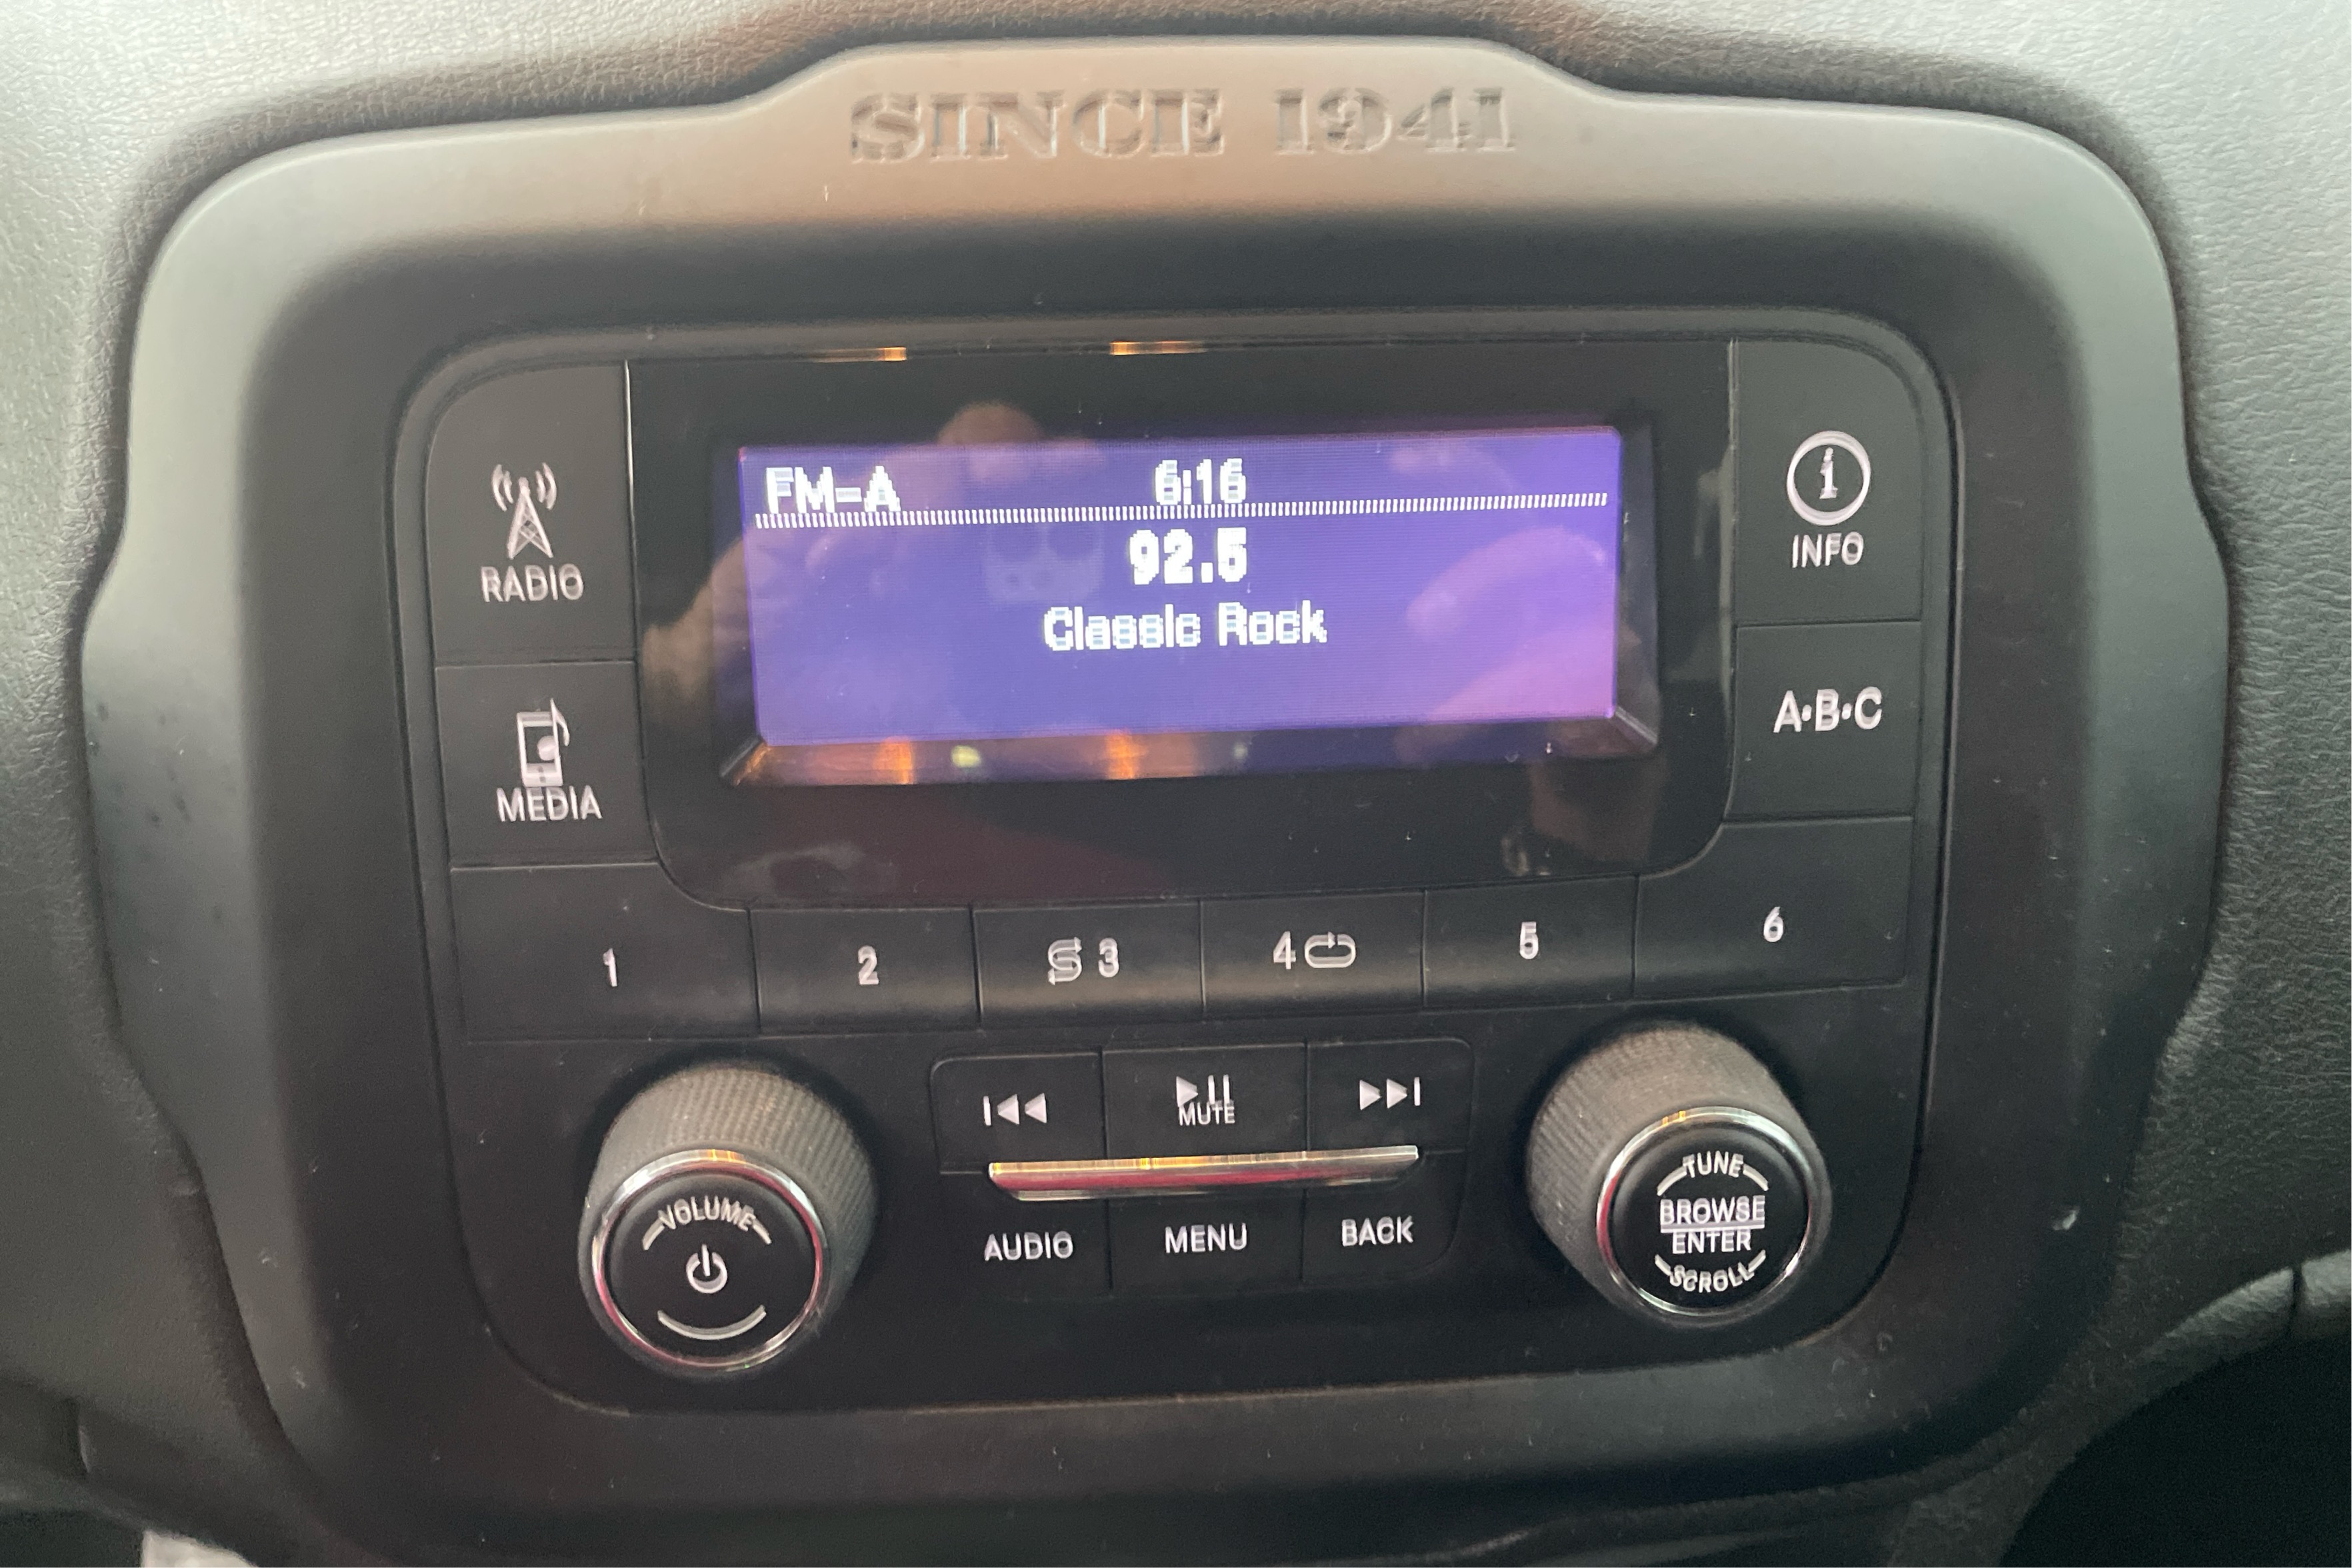 SINCE 1941
RADIO
FM-A 6:16
92.5
Classic Rock
i
INFO
MEDIA
A•B•C
1 2 3 4 5 6
MUTE
VOLUME
AUDIO MENU BACK
TUNE
BROWSE
ENTER
SCROLL